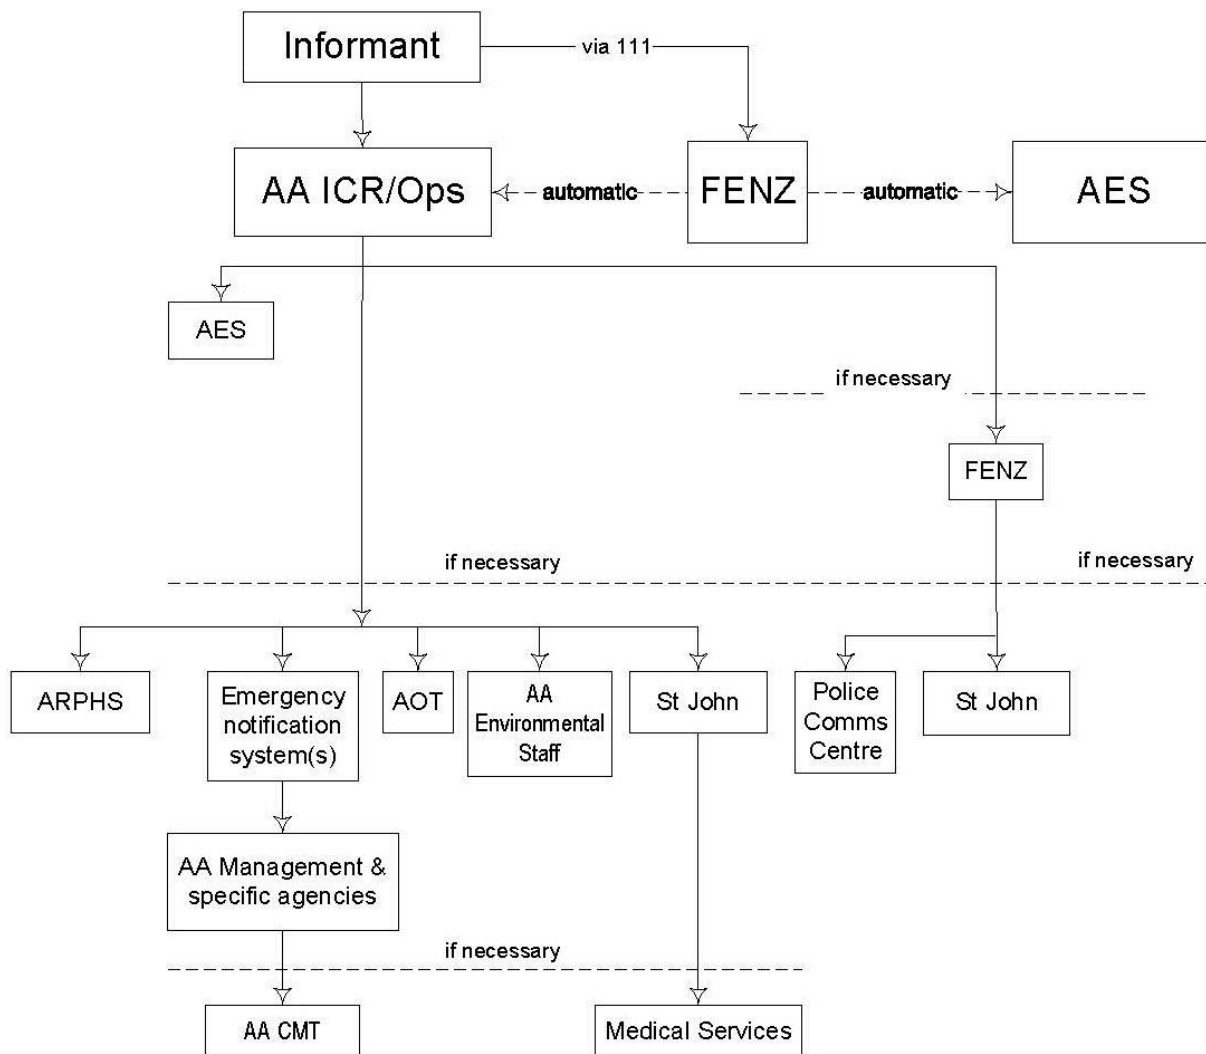 Informant
via 111
AA ICR/Ops
automatic
FENZ
automatic
AES
AES
if necessary
FENZ
if necessary
if necessary
ARPHS
Emergency
notification
system(s)
AOT
AA
Environmental
Staff
St John
Police
Comms
Centre
St John
AA Management &
specific agencies
if necessary
AA CMT
Medical Services